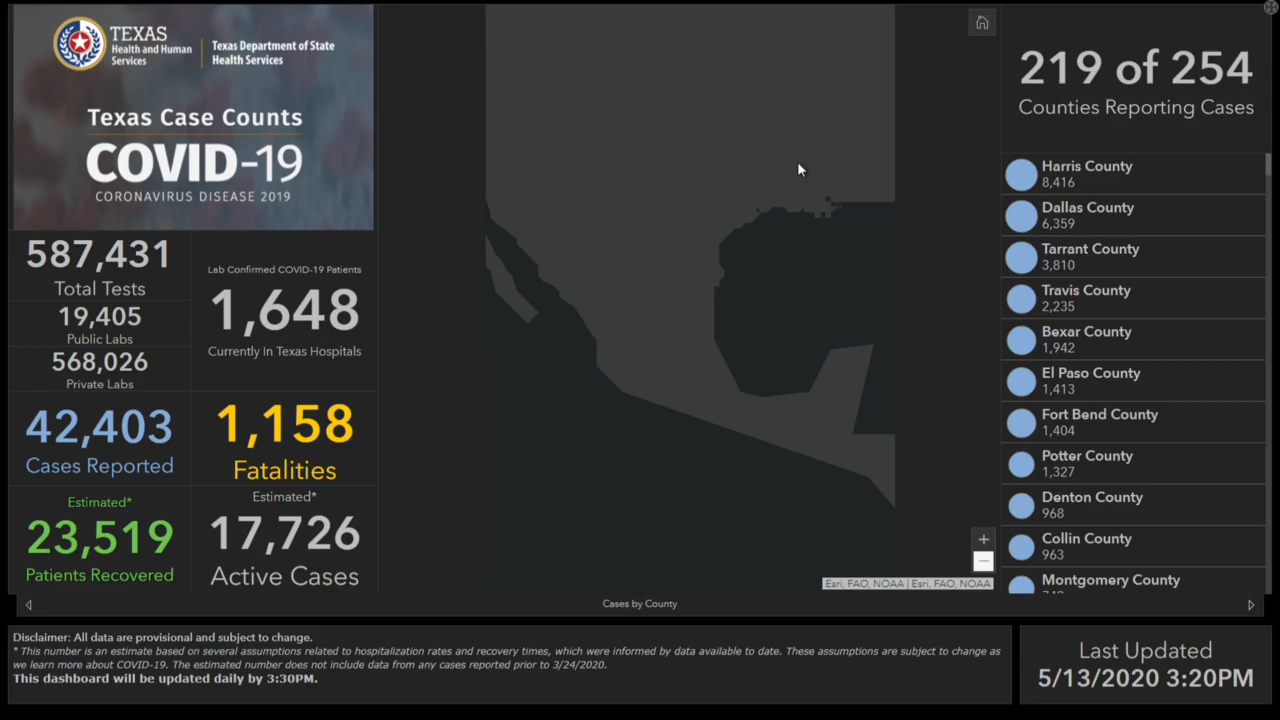 TEXAS
Health and Human
Services
Texas Department of State
Health Services
Texas Case Counts
COVID-19
CORONAVIRUS DISEASE 2019
587,431
Total Tests
19,405
Public Labs
568,026
Private Labs
42,403
Cases Reported
Estimated*
23,519
Patients Recovered
Lab Confirmed COVID-19 Patients
1,648
Currently In Texas Hospitals
1,158
Fatalities
Estimated*
17,726
Active Cases
+
−
Esri, FAO, NOAA | Esri, FAO, NOAA
Cases by County
219 of 254
Counties Reporting Cases
Harris County
8,416
Dallas County
6,359
Tarrant County
3,810
Travis County
2,235
Bexar County
1,942
El Paso County
1,413
Fort Bend County
1,404
Potter County
1,327
Denton County
968
Collin County
963
Montgomery County
Disclaimer: All data are provisional and subject to change.
* This number is an estimate based on several assumptions related to hospitalization rates and recovery times, which were informed by data available to date. These assumptions are subject to change as
we learn more about COVID-19. The estimated number does not include data from any cases reported prior to 3/24/2020.
This dashboard will be updated daily by 3:30PM.
Last Updated
5/13/2020 3:20PM